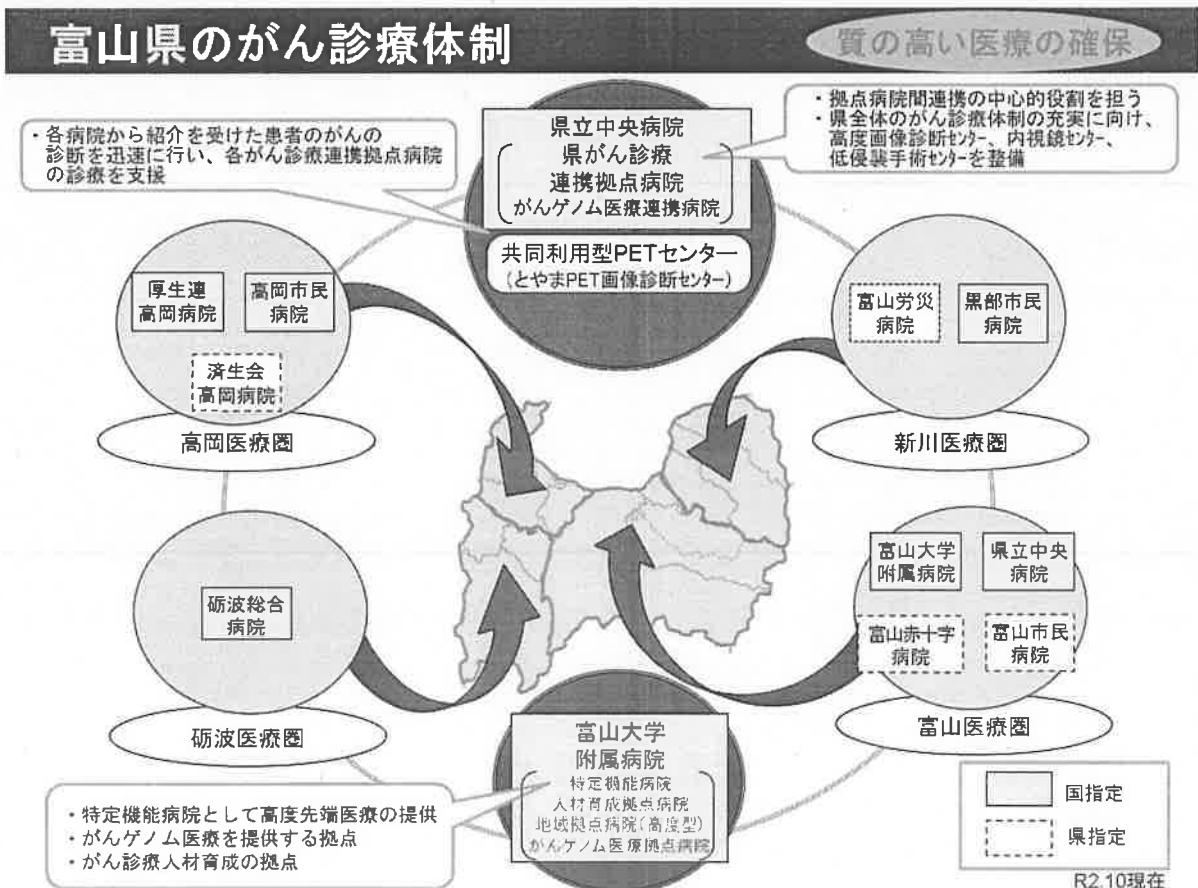 富山県のがん診療体制
質の高い医療の確保
・各病院から紹介を受けた患者のがんの
診断を迅速に行い、各がん診療連携拠点病院
の診療を支援
県立中央病院
県がん診療
連携拠点病院
がんゲノム医療連携病院
共同利用型PETセンター
(とやまPET画像診断センター)
・拠点病院間連携の中心的役割を担う
・県全体のがん診療体制の充実に向け、
高度画像診断センター、内視鏡センター、
低侵襲手術センターを整備
厚生連
高岡病院
高岡市民
病院
済生会
高岡病院
高岡医療圏
富山労災
病院
黒部市民
病院
新川医療圏
砺波総合
病院
砺波医療圏
富山大学
附属病院
県立中央
病院
富山赤十字
病院
富山市民
病院
富山医療圏
富山大学
附属病院
特定機能病院
人材育成拠点病院
地域拠点病院(高度型)
がんゲノム医療拠点病院
・特定機能病院として高度先端医療の提供
・がんゲノム医療を提供する拠点
・がん診療人材育成の拠点
国指定
県指定
R2.10現在